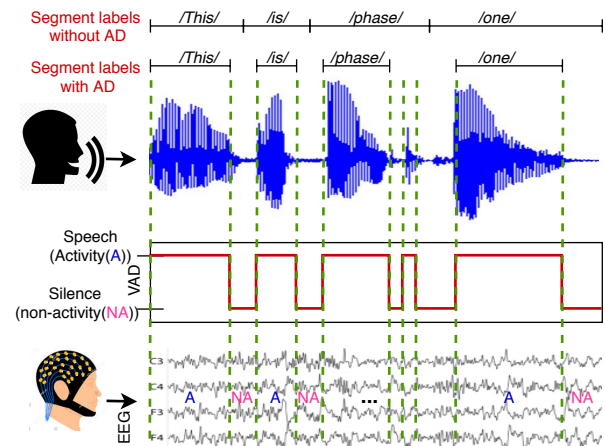 Segment labels without AD
/This/ /is/ /phase/ /one/
Segment labels with AD
/This/ /is/ /phase/ /one/
Speech
(Activity(A))
VAD
Silence
(non-activity(NA))
EEG
C3
C4
F3
F4
A NA A NA ... A NA